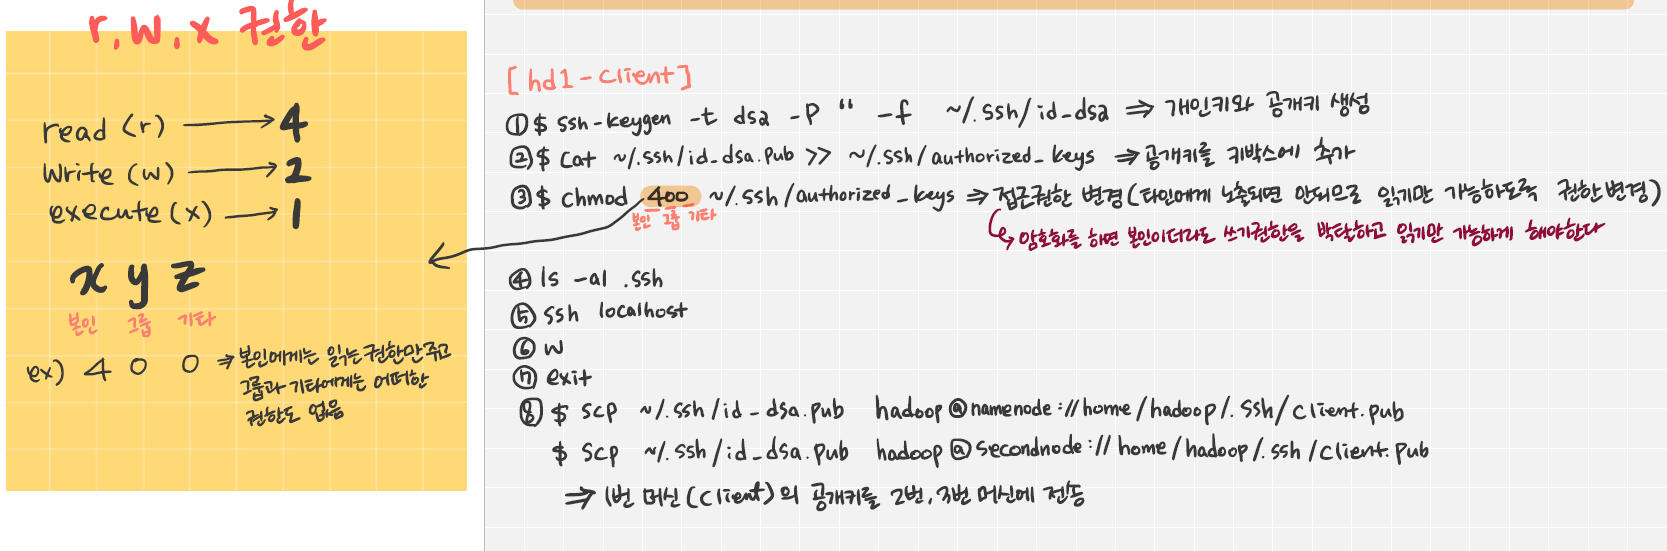 r, w, x 권한
read (r) → 4
Write (w) → 2
execute (x) → 1
x y z
본인 그룹 기타
ex) 4 0 0 ⇒ 본인에게는 읽는 권한만 주고
그룹과 기타에게는 어떠한
권한도 없음
[hd1-client]
① $ ssh-keygen -t dsa -P '' -f ~/.ssh/id_dsa ⇒ 개인키와 공개키 생성
② $ cat ~/.ssh/id_dsa.pub >> ~/.ssh/authorized_keys ⇒ 공개키를 키박스에 추가
③ $ chmod 400 ~/.ssh/authorized_keys ⇒ 접근권한 변경(타인에게 노출되면 안되므로 읽기만 가능하도록 권한변경)
본인 그룹 기타
↳ 암호화를 하면 본인이더라도 쓰기권한을 박탈하고 읽기만 가능하게 해야한다
④ ls -al .ssh
⑤ ssh localhost
⑥ w
⑦ exit
⑧ $ scp ~/.ssh/id_dsa.pub hadoop@namenode://home/hadoop/.ssh/client.pub
$ scp ~/.ssh/id_dsa.pub hadoop@secondnode://home/hadoop/.ssh/client.pub
⇒ 1번 머신(client)의 공개키를 2번, 3번 머신에 전송